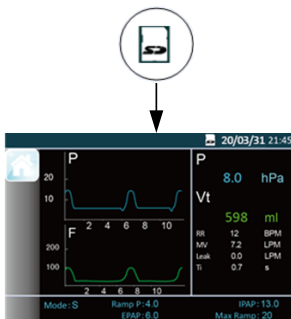 SD
20/03/31 21:45
P
20
10
2 4 6 8 10
F
200
100
2 4 6 8 10
P
8.0 hPa
Vt
598 ml
RR 12 BPM
MV 7.2 LPM
Leak 0.0 LPM
Ti 0.7 s
Mode: S Ramp P: 4.0 IPAP: 13.0
EPAP: 6.0 Max Ramp: 20